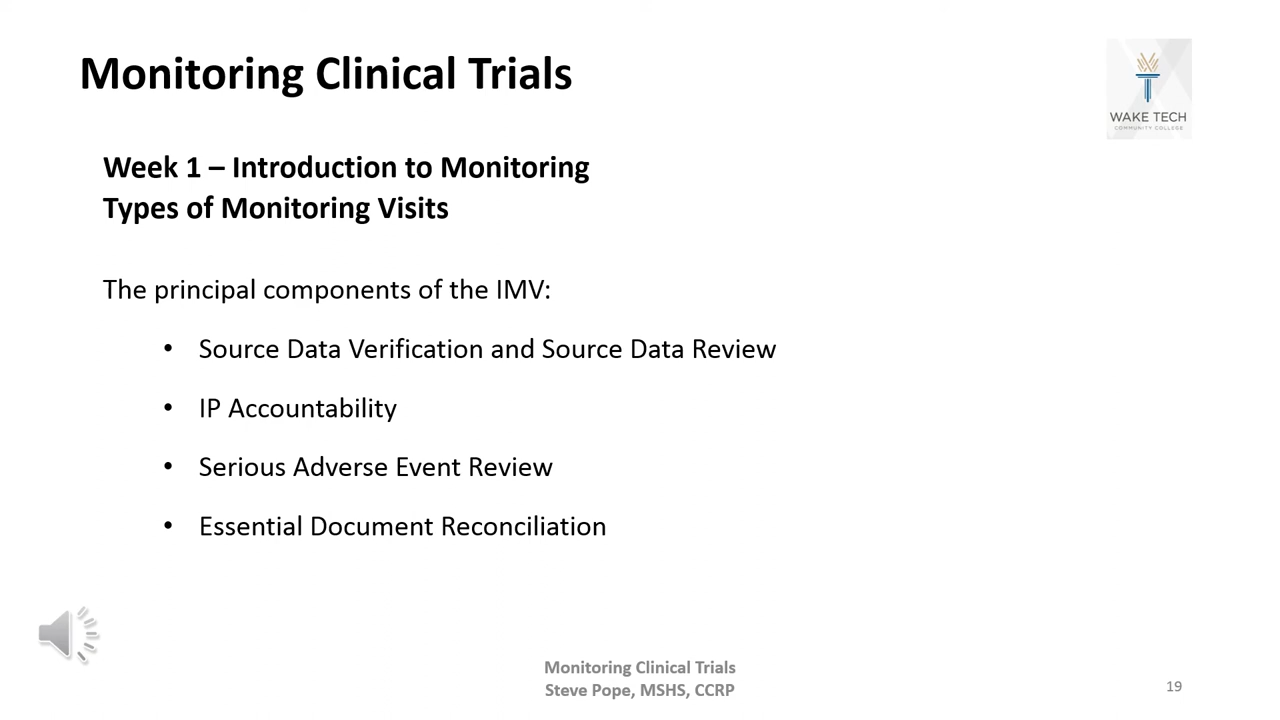 Monitoring Clinical Trials
WAKE TECH
COMMUNITY COLLEGE
Week 1 – Introduction to Monitoring
Types of Monitoring Visits
The principal components of the IMV:
• Source Data Verification and Source Data Review
• IP Accountability
• Serious Adverse Event Review
• Essential Document Reconciliation
Monitoring Clinical Trials
Steve Pope, MSHS, CCRP
19